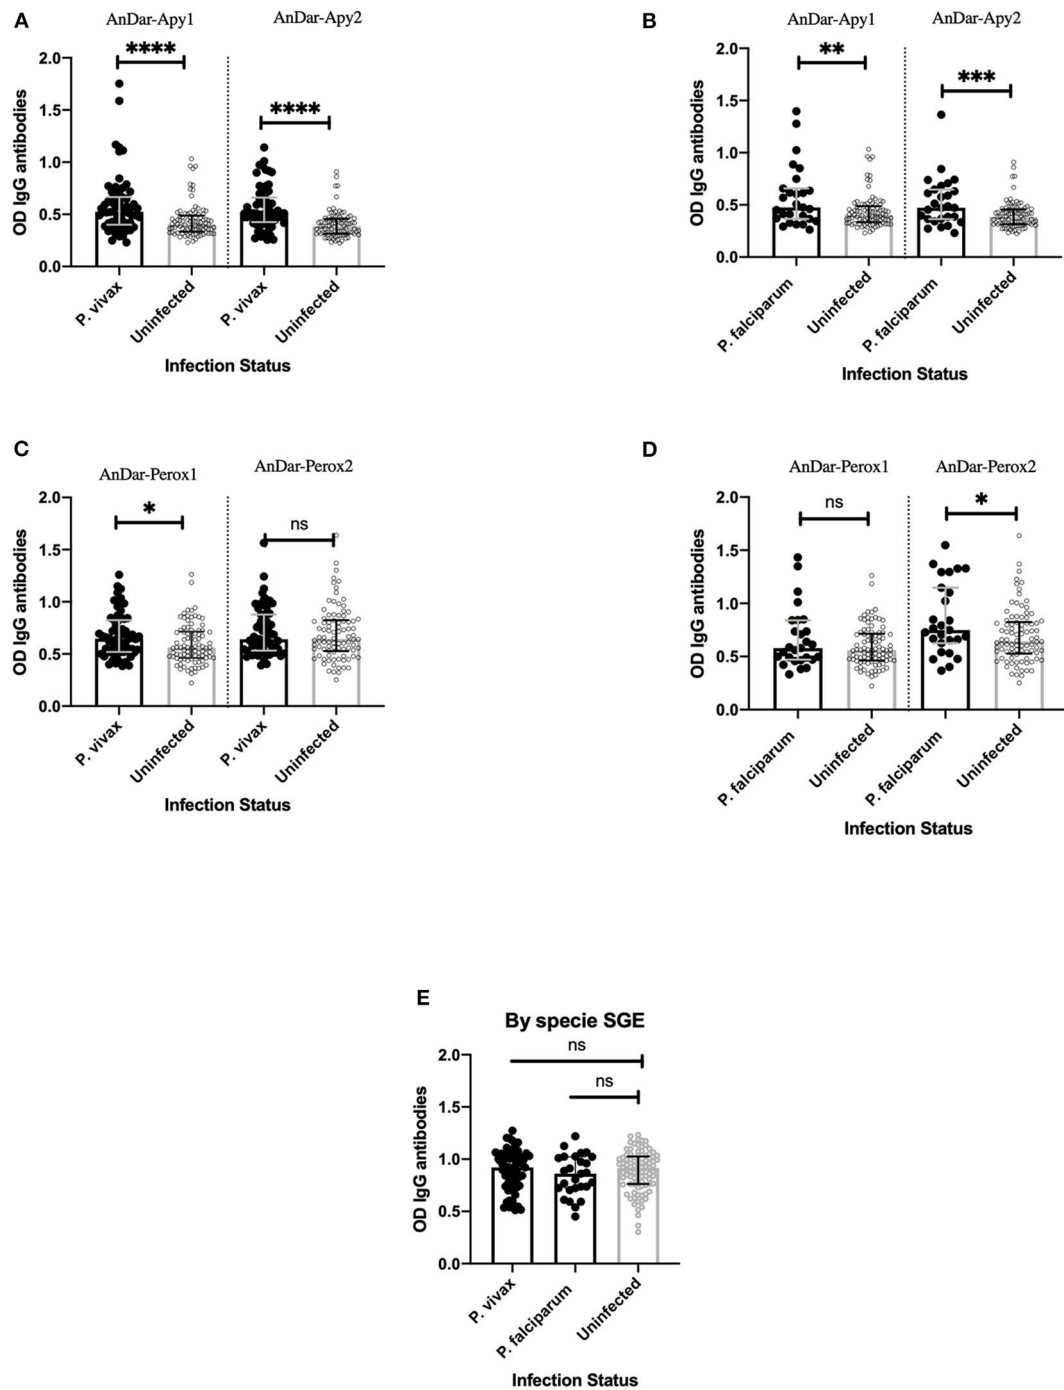 A
AnDar-Apy1
AnDar-Apy2
****
****
OD IgG antibodies
2.0
1.5
1.0
0.5
0.0
P. vivax
Uninfected
P. vivax
Uninfected
Infection Status
B
AnDar-Apy1
AnDar-Apy2
**
***
OD IgG antibodies
2.0
1.5
1.0
0.5
0.0
P. falciparum
Uninfected
P. falciparum
Uninfected
Infection Status
C
AnDar-Perox1
AnDar-Perox2
*
ns
OD IgG antibodies
2.0
1.5
1.0
0.5
0.0
P. vivax
Uninfected
P. vivax
Uninfected
Infection Status
D
AnDar-Perox1
AnDar-Perox2
ns
*
OD IgG antibodies
2.0
1.5
1.0
0.5
0.0
P. falciparum
Uninfected
P. falciparum
Uninfected
Infection Status
E
By specie SGE
ns
ns
OD IgG antibodies
2.0
1.5
1.0
0.5
0.0
P. vivax
P. falciparum
Uninfected
Infection Status